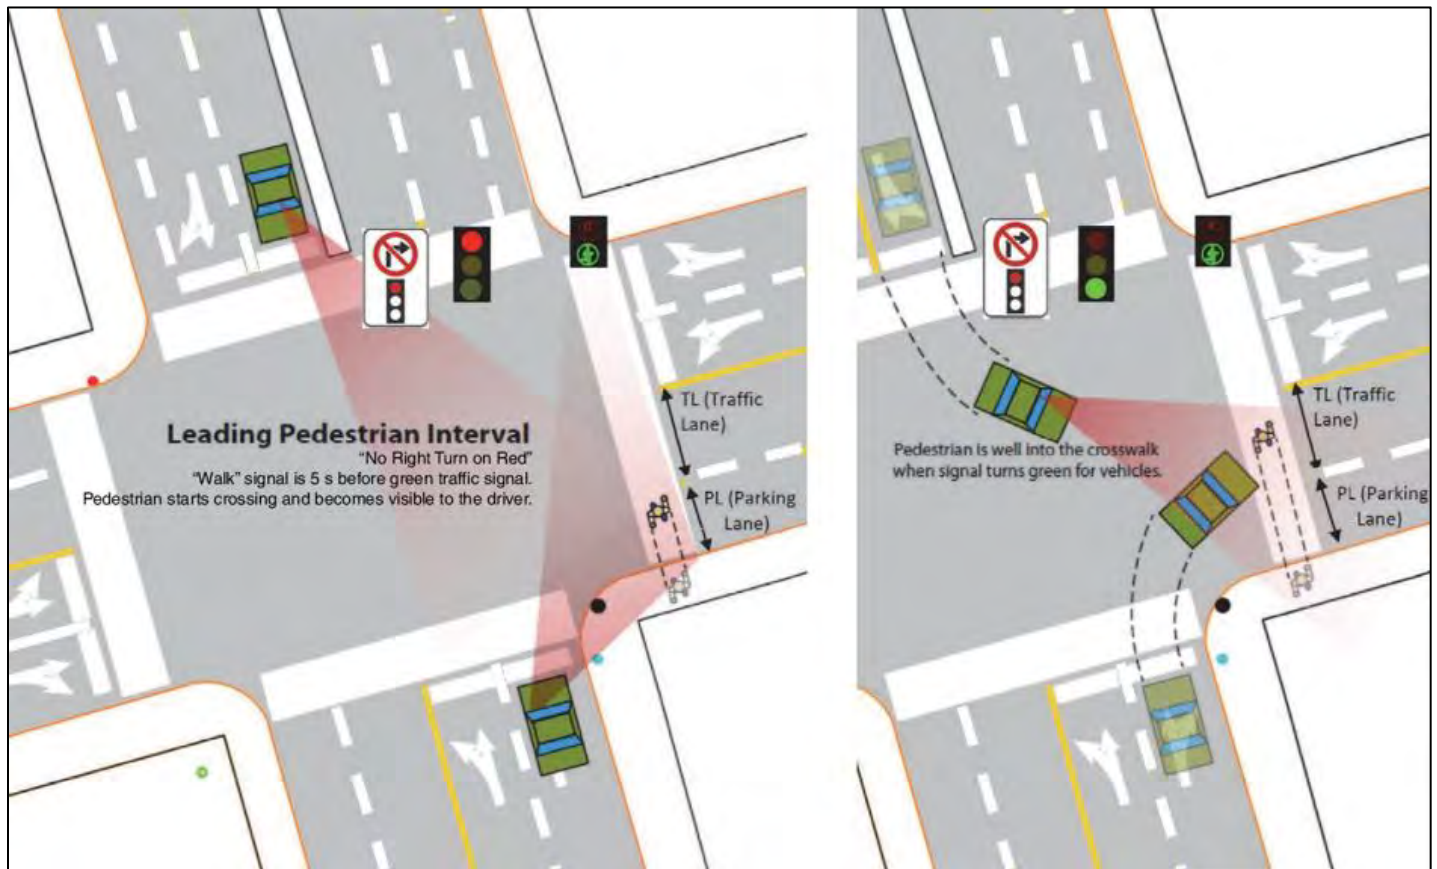 Leading Pedestrian Interval
“No Right Turn on Red”
“Walk” signal is 5 s before green traffic signal.
Pedestrian starts crossing and becomes visible to the driver.
TL (Traffic
Lane)
PL (Parking
Lane)
Pedestrian is well into the crosswalk
when signal turns green for vehicles.
TL (Traffic
Lane)
PL (Parking
Lane)